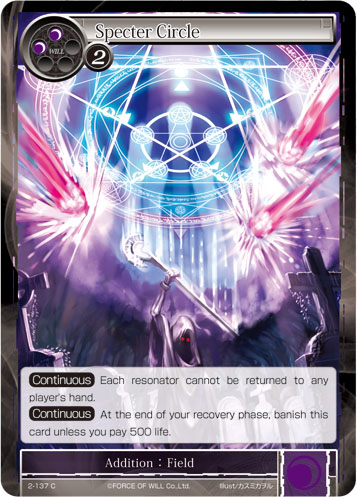 Specter Circle
WILL
2
Continuous Each resonator cannot be returned to any
player's hand.
Continuous At the end of your recovery phase, banish this
card unless you pay 500 life.
Addition : Field
2-137 C
©FORCE OF WILL Co.,Ltd.
Illust/カスミカヲル